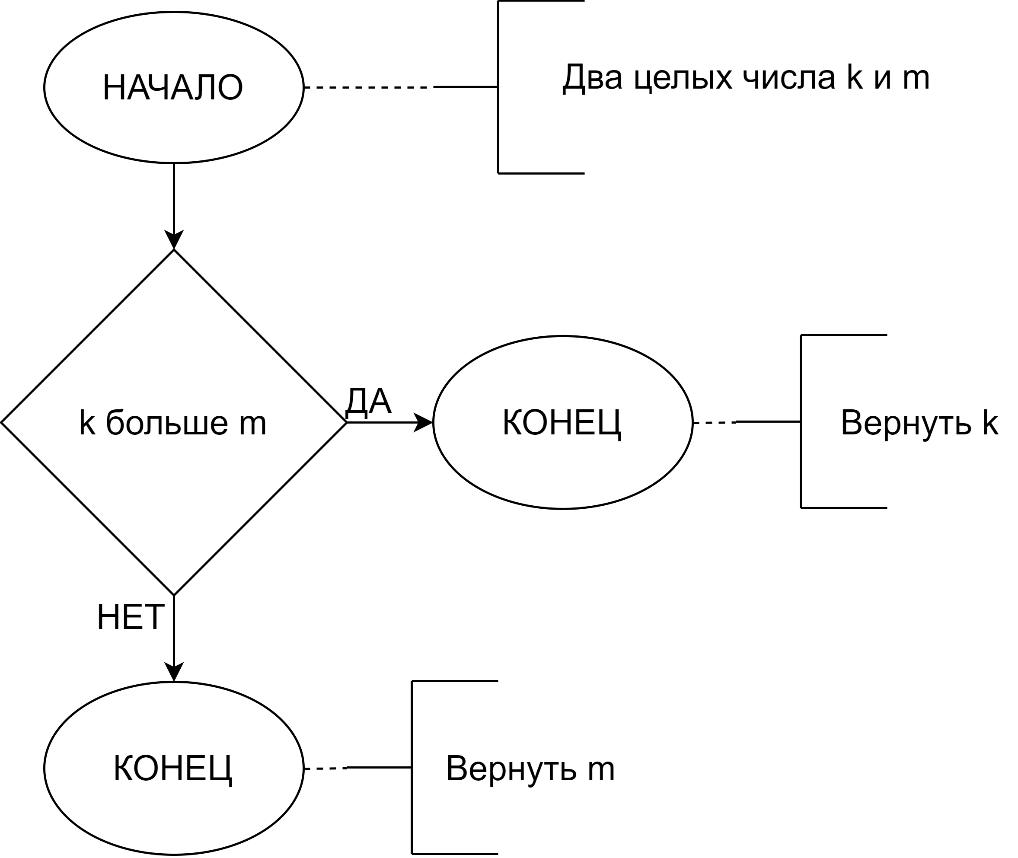 НАЧАЛО
Два целых числа k и m
k больше m
ДА
КОНЕЦ
Вернуть k
НЕТ
КОНЕЦ
Вернуть m